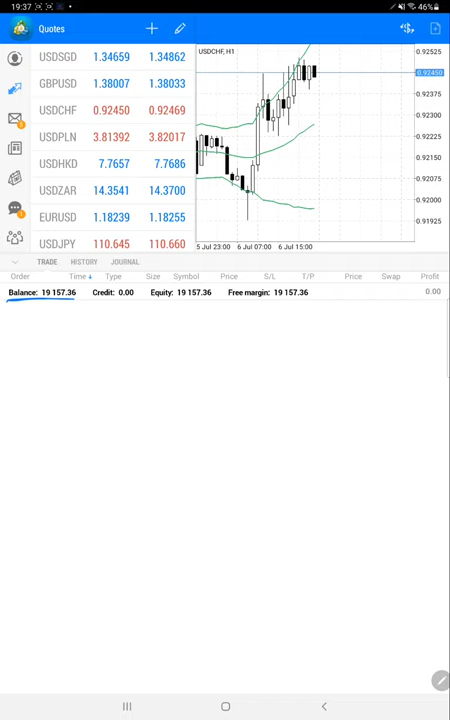 19:37 46%
Quotes
USDSGD 1.34659 1.34862
GBPUSD 1.38007 1.38033
USDCHF 0.92450 0.92469
USDPLN 3.81392 3.82017
USDHKD 7.7657 7.7686
USDZAR 14.3541 14.3700
EURUSD 1.18239 1.18255
USDJPY 110.645 110.660
USDCHF, H1
0.92525
0.92450
0.92375
0.92300
0.92225
0.92150
0.92075
0.92000
0.91925
5 Jul 23:00 6 Jul 07:00 6 Jul 15:00
TRADE HISTORY JOURNAL
Order Time Type Size Symbol Price S/L T/P Price Swap Profit
Balance: 19 157.36 Credit: 0.00 Equity: 19 157.36 Free margin: 19 157.36 0.00